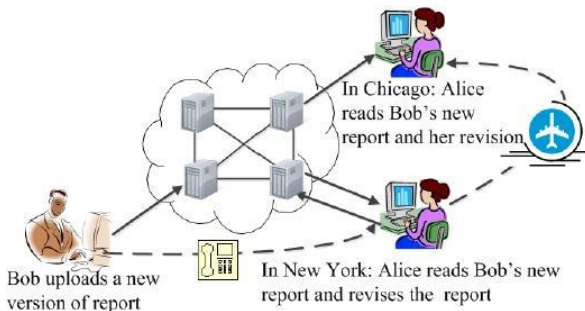 In Chicago: Alice
reads Bob's new
report and her revision
Bob uploads a new
version of report
In New York: Alice reads Bob's new
report and revises the report